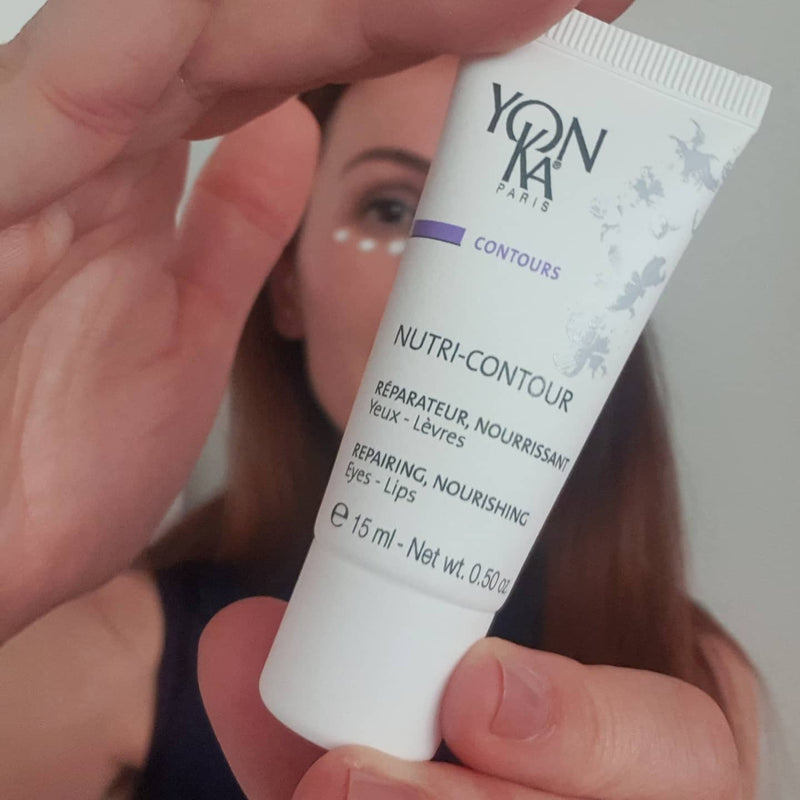 YON
KA®
PARIS
CONTOURS
NUTRI-CONTOUR
RÉPARATEUR, NOURRISSANT
Yeux - Lèvres
REPAIRING, NOURISHING
Eyes - Lips
℮ 15 ml - Net wt. 0.50 oz